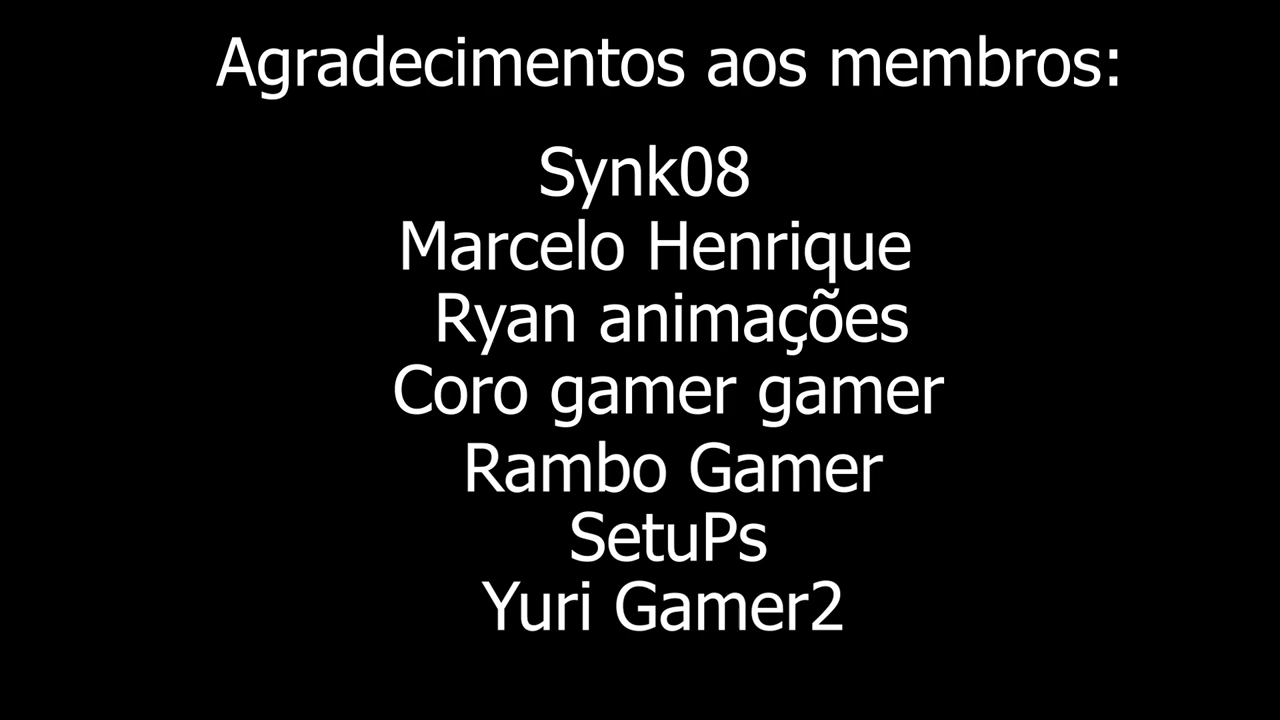 Agradecimentos aos membros:
Synk08
Marcelo Henrique
Ryan animações
Coro gamer gamer
Rambo Gamer
SetuPs
Yuri Gamer2